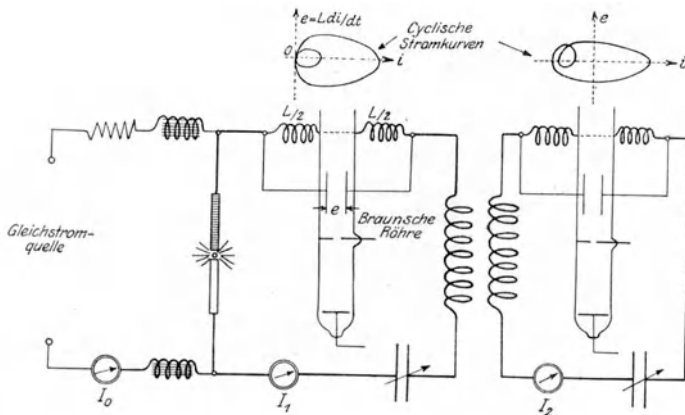 e=Ldi/dt
0
i
Cyclische
Stromkurven
e
i
L/2
L/2
e
Braunsche
Röhre
Gleichstrom-
quelle
I₀
I₁
I₂